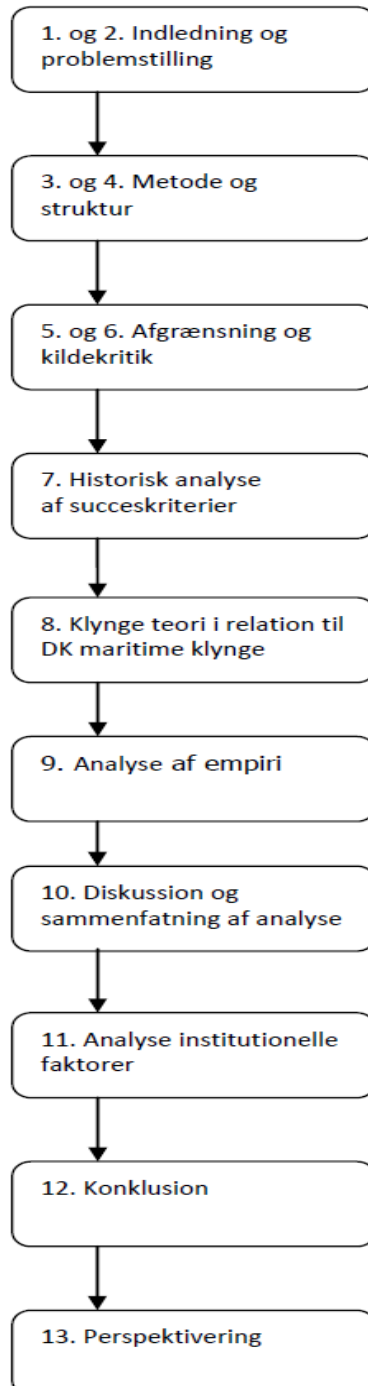 1. og 2. Indledning og
problemstilling
3. og 4. Metode og
struktur
5. og 6. Afgrænsning og
kildekritik
7. Historisk analyse
af succeskriterier
8. Klynge teori i relation til
DK maritime klynge
9. Analyse af empiri
10. Diskussion og
sammenfatning af analyse
11. Analyse institutionelle
faktorer
12. Konklusion
13. Perspektivering